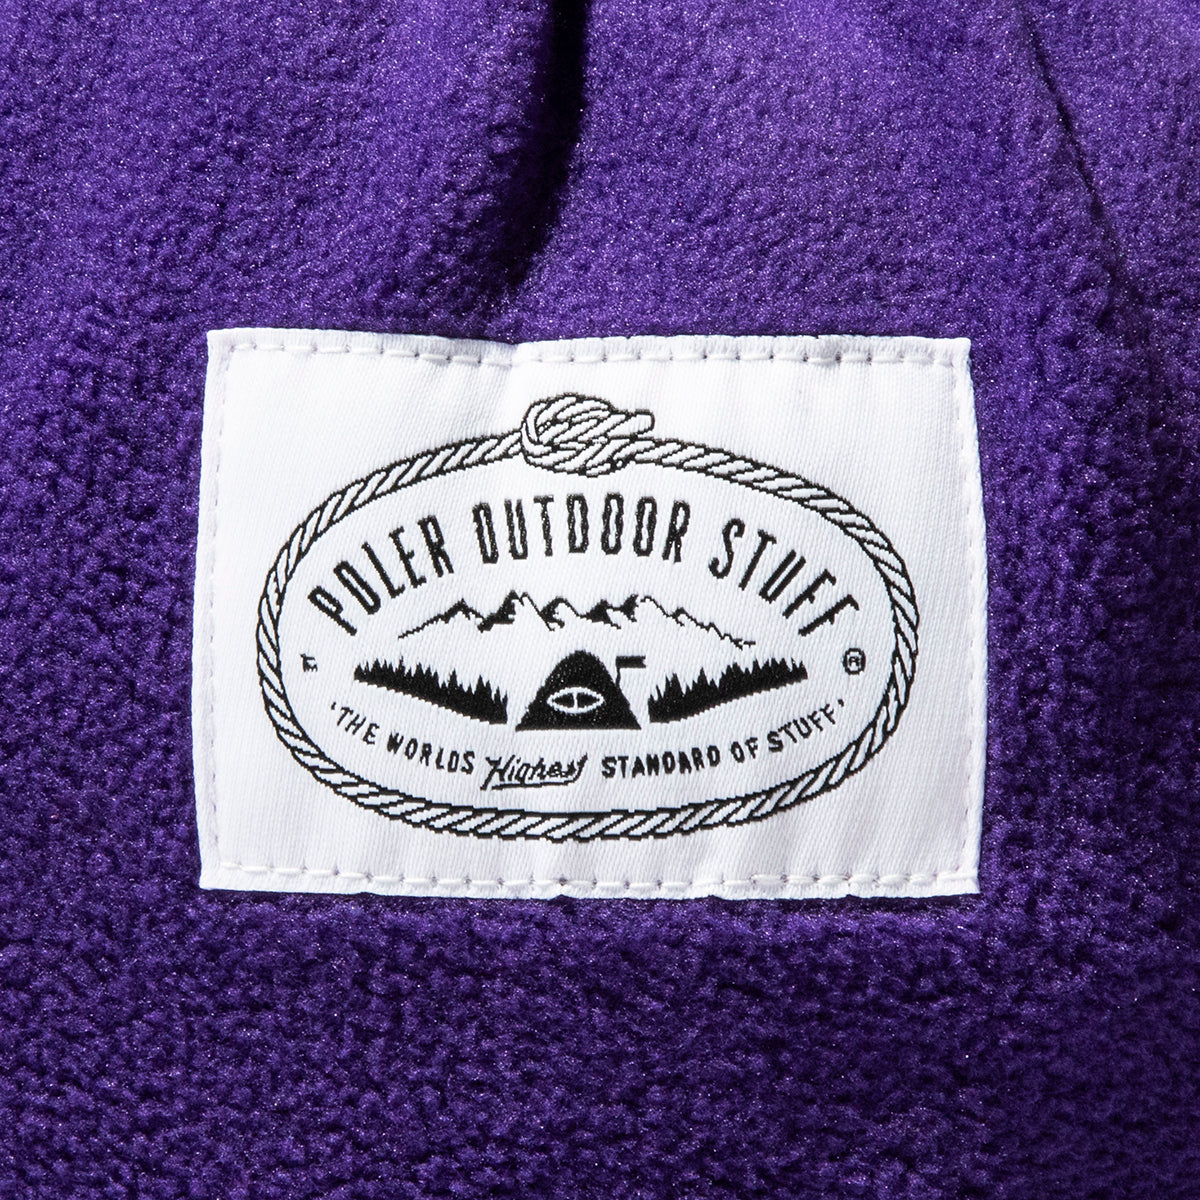 POLER OUTDOOR STUFF
®
'THE WORLDS Highest STANDARD OF STUFF'